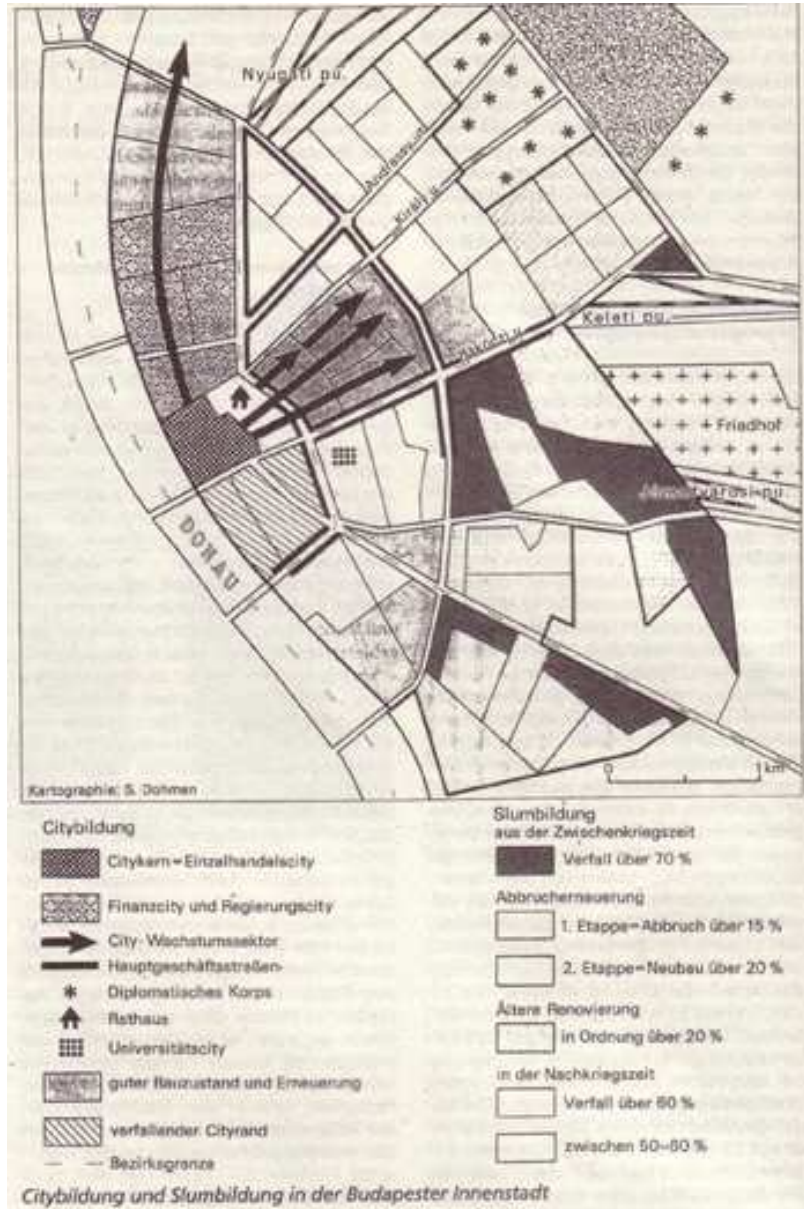 Nyugati pu.
Stadtwäldchen
Andrássy út
Király u.
Keleti pu.
Rákóczi u.
Friedhof
DONAU
0 1 km
Kartographie: S. Dohmen
Citybildung
Citykern = Einzelhandelscity
Finanzcity und Regierungscity
City-Wachstumssektor
Hauptgeschäftsstraßen
Diplomatisches Korps
Rathaus
Universitätscity
guter Bauzustand und Erneuerung
verfallender Cityrand
Bezirksgrenze
Slumbildung
aus der Zwischenkriegszeit
Verfall über 70 %
Abbrucherneuerung
1. Etappe = Abbruch über 15 %
2. Etappe = Neubau über 20 %
Ältere Renovierung
in Ordnung über 20 %
in der Nachkriegszeit
Verfall über 60 %
zwischen 50–60 %
Citybildung und Slumbildung in der Budapester Innenstadt